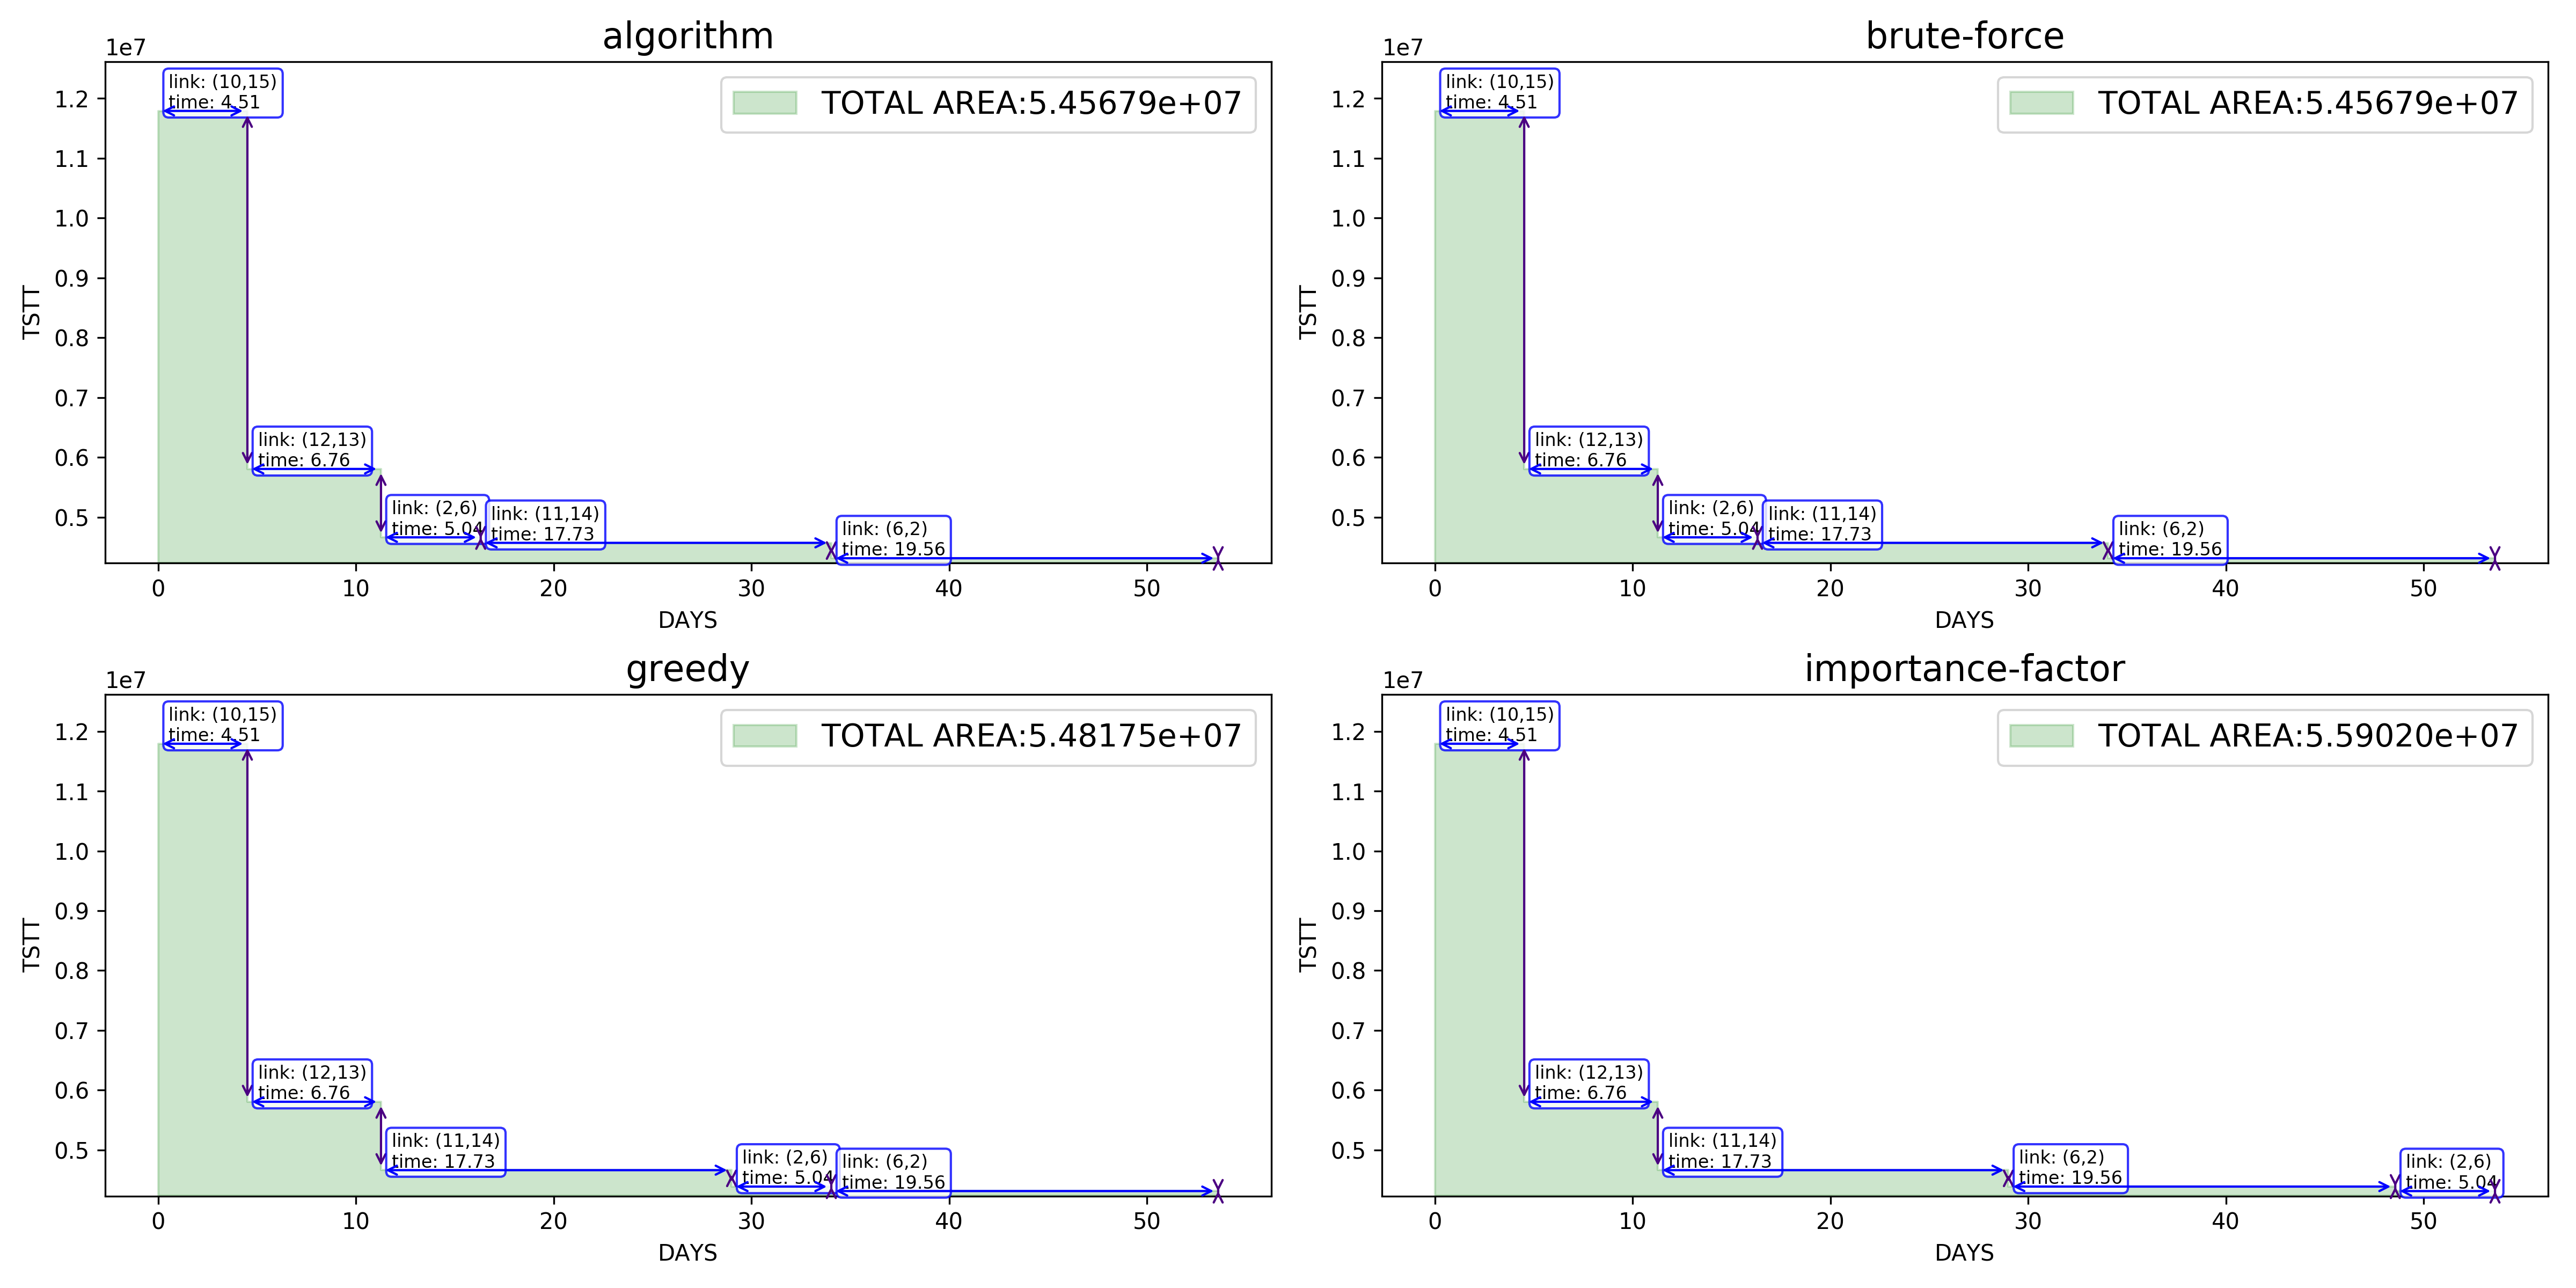 algorithm
1e7
TOTAL AREA:5.45679e+07
link: (10,15)
time: 4.51
link: (12,13)
time: 6.76
link: (2,6)
time: 5.04
link: (11,14)
time: 17.73
link: (6,2)
time: 19.56
1.2
1.1
1.0
0.9
0.8
0.7
0.6
0.5
TSTT
0 10 20 30 40 50
DAYS
brute-force
1e7
TOTAL AREA:5.45679e+07
link: (10,15)
time: 4.51
link: (12,13)
time: 6.76
link: (2,6)
time: 5.04
link: (11,14)
time: 17.73
link: (6,2)
time: 19.56
1.2
1.1
1.0
0.9
0.8
0.7
0.6
0.5
TSTT
0 10 20 30 40 50
DAYS
greedy
1e7
TOTAL AREA:5.48175e+07
link: (10,15)
time: 4.51
link: (12,13)
time: 6.76
link: (11,14)
time: 17.73
link: (2,6)
time: 5.04
link: (6,2)
time: 19.56
1.2
1.1
1.0
0.9
0.8
0.7
0.6
0.5
TSTT
0 10 20 30 40 50
DAYS
importance-factor
1e7
TOTAL AREA:5.59020e+07
link: (10,15)
time: 4.51
link: (12,13)
time: 6.76
link: (11,14)
time: 17.73
link: (6,2)
time: 19.56
link: (2,6)
time: 5.04
1.2
1.1
1.0
0.9
0.8
0.7
0.6
0.5
TSTT
0 10 20 30 40 50
DAYS